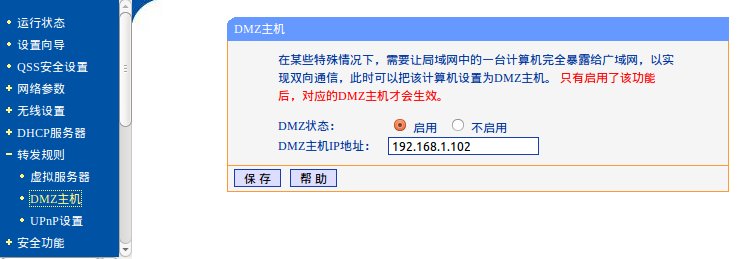 运行状态
设置向导
QSS安全设置
网络参数
无线设置
DHCP服务器
转发规则
虚拟服务器
DMZ主机
UPnP设置
安全功能
DMZ主机
在某些特殊情况下，需要让局域网中的一台计算机完全暴露给广域网，以实
现双向通信，此时可以把该计算机设置为DMZ主机。 只有启用了该功能
后，对应的DMZ主机才会生效。
DMZ状态： 启用 不启用
DMZ主机IP地址： 192.168.1.102
保 存 帮 助